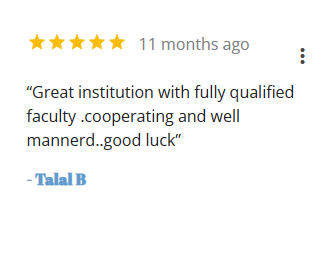 11 months ago
“Great institution with fully qualified
faculty .cooperating and well
mannerd..good luck”
- Talal B